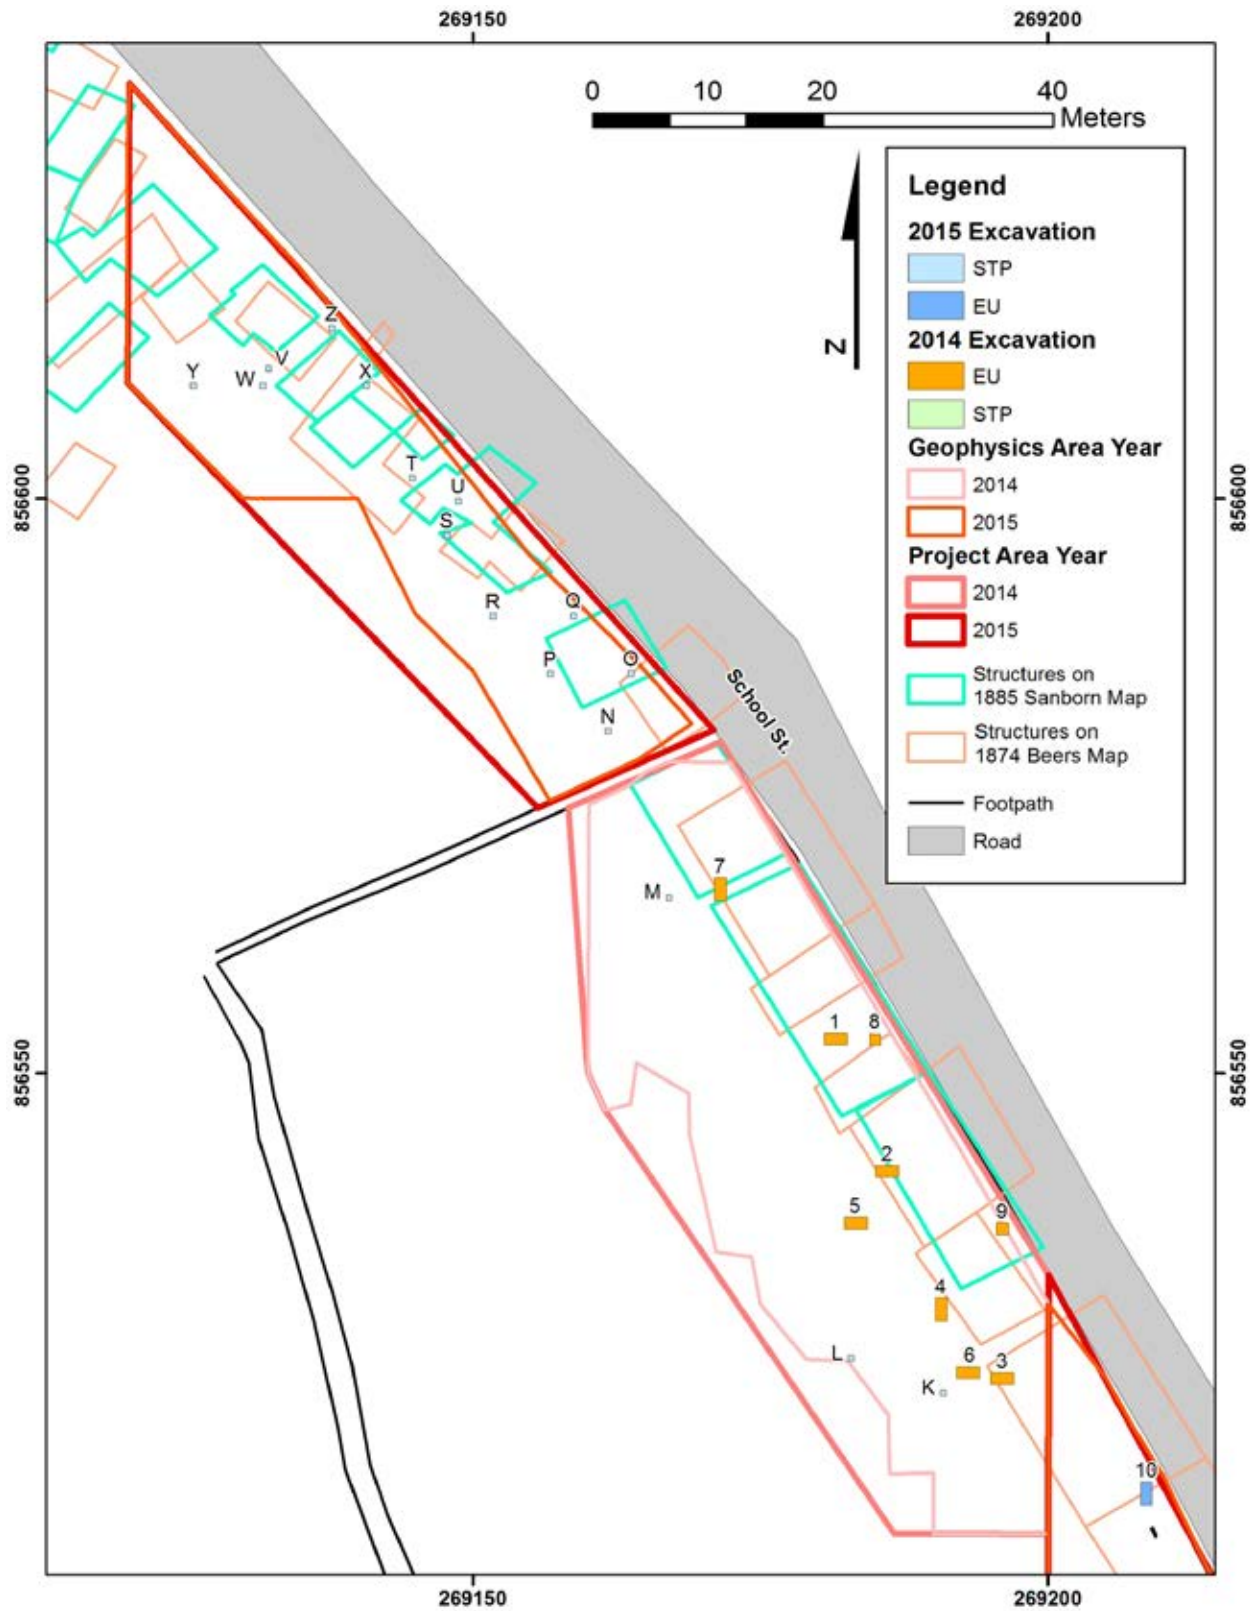 269150 269200
0 10 20 40
Meters
N
Legend
2015 Excavation
STP
EU
2014 Excavation
EU
STP
Geophysics Area Year
2014
2015
Project Area Year
2014
2015
Structures on
1885 Sanborn Map
Structures on
1874 Beers Map
Footpath
Road
Z
V
Y W X
T
U
S
R Q
P O
N
School St.
856600 856600
7
M
1 8
856550 856550
2
5 9
4
L 6 3
K
10
269150 269200